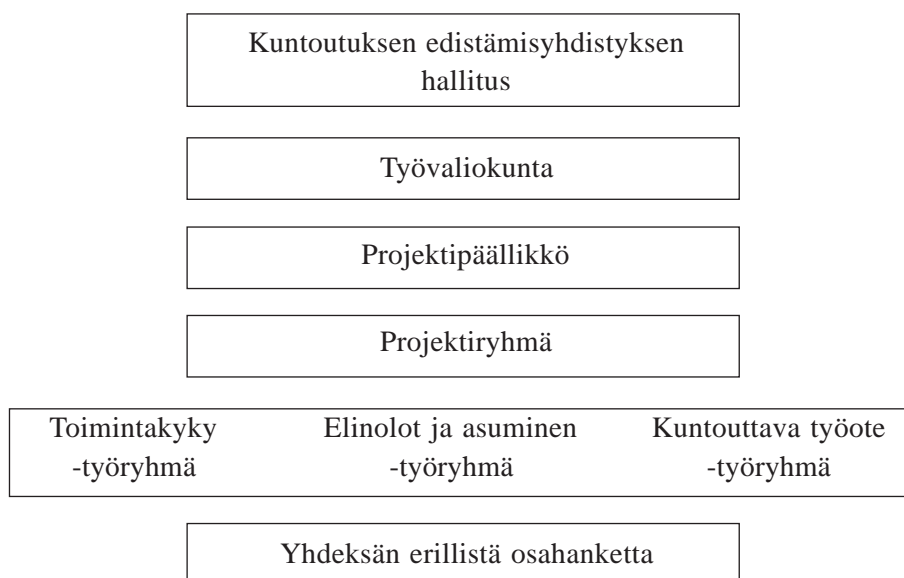 Kuntoutuksen edistämisyhdistyksen
hallitus
Työvaliokunta
Projektipäällikkö
Projektiryhmä
Toimintakyky
-työryhmä
Elinolot ja asuminen
-työryhmä
Kuntouttava työote
-työryhmä
Yhdeksän erillistä osahanketta